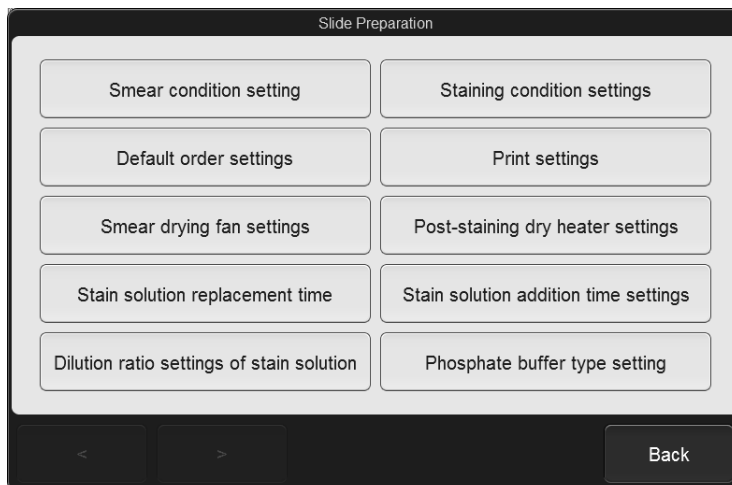 Slide Preparation
Smear condition setting
Staining condition settings
Default order settings
Print settings
Smear drying fan settings
Post-staining dry heater settings
Stain solution replacement time
Stain solution addition time settings
Dilution ratio settings of stain solution
Phosphate buffer type setting
<
>
Back